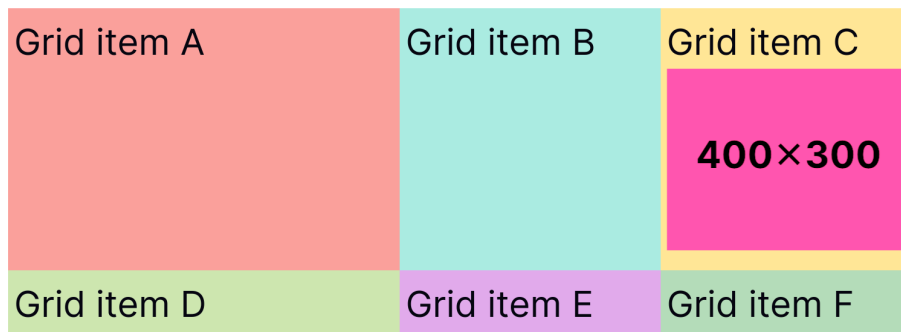 Grid item A
Grid item B
Grid item C
400×300
Grid item D
Grid item E
Grid item F